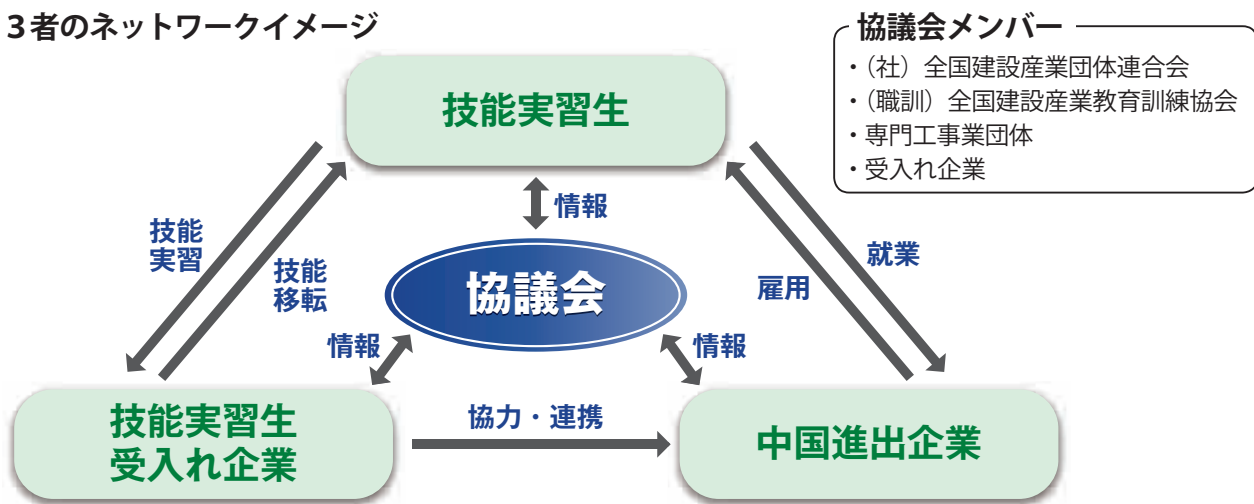 3者のネットワークイメージ
協議会メンバー
・（社）全国建設産業団体連合会
・（職訓）全国建設産業教育訓練協会
・専門工事業団体
・受入れ企業
技能実習生
情報
技能
実習
技能
移転
協議会
雇用
就業
情報
情報
技能実習生
受入れ企業
協力・連携
中国進出企業